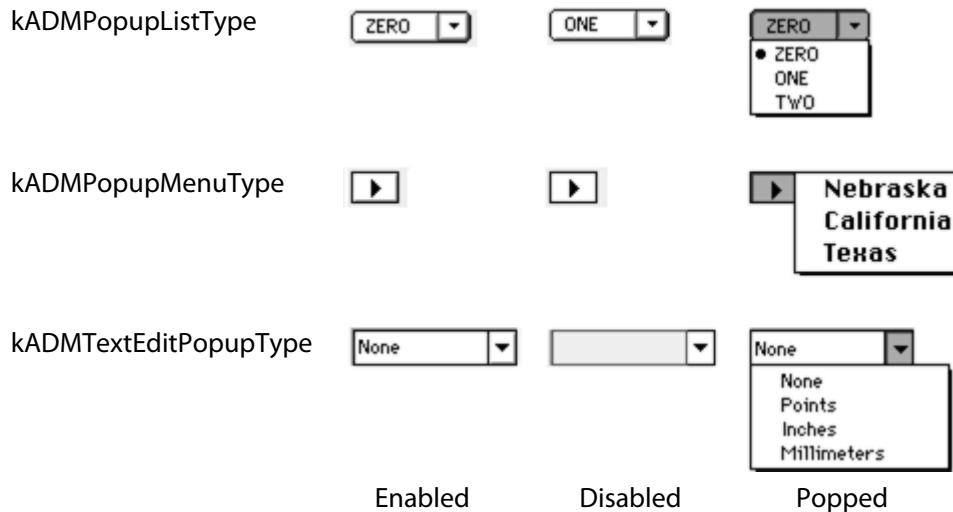 kADMPopupListType ZERO ONE ZERO
ZERO
ONE
TWO
kADMPopupMenuType Nebraska
California
Texas
kADMTextEditPopupType None None
None
Points
Inches
Millimeters
Enabled Disabled Popped